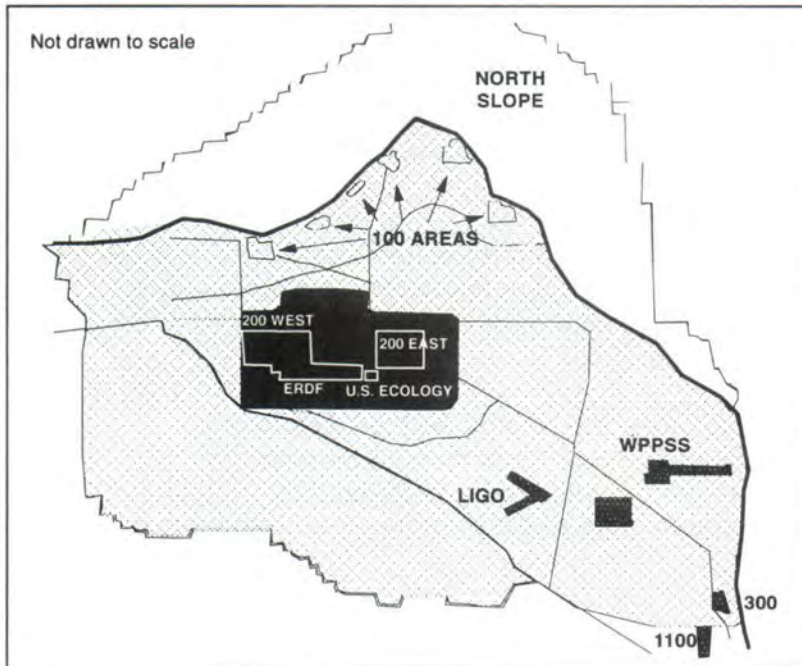 Not drawn to scale
NORTH
SLOPE
100 AREAS
200 WEST
200 EAST
ERDF
U.S. ECOLOGY
WPPSS
LIGO
300
1100